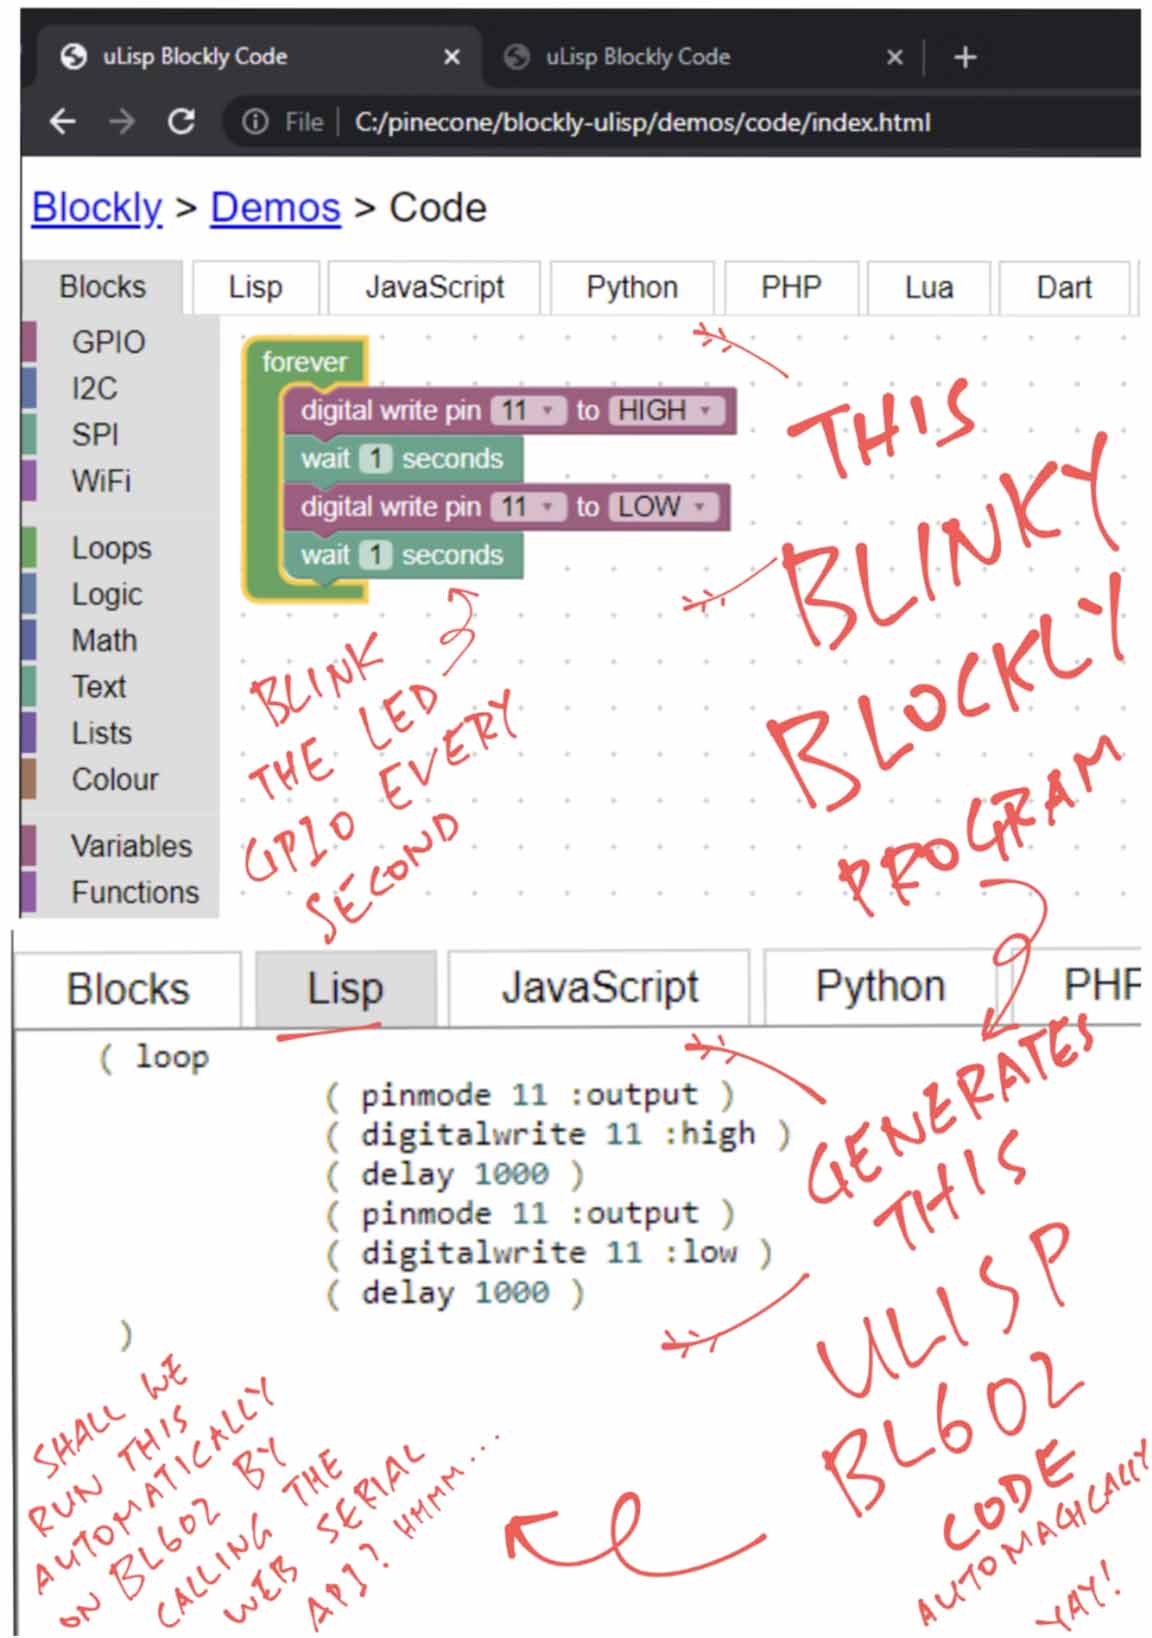 uLisp Blockly Code
uLisp Blockly Code
File | C:/pinecone/blockly-ulisp/demos/code/index.html
Blockly > Demos > Code
Blocks Lisp JavaScript Python PHP Lua Dart
GPIO
I2C
SPI
WiFi
Loops
Logic
Math
Text
Lists
Colour
Variables
Functions
forever
digital write pin 11 to HIGH
wait 1 seconds
digital write pin 11 to LOW
wait 1 seconds
THIS
BLINKY
BLOCKLY
PROGRAM
BLINK
THE LED
GPIO EVERY
SECOND
Blocks Lisp JavaScript Python PHP
( loop
( pinmode 11 :output )
( digitalwrite 11 :high )
( delay 1000 )
( pinmode 11 :output )
( digitalwrite 11 :low )
( delay 1000 )
)
GENERATES
THIS
ULISP
BL602
CODE
AUTOMAGICALLY
YAY!
SHALL WE
RUN THIS
AUTOMATICALLY
ON BL602 BY
CALLING THE
WEB SERIAL
API? HMMM...